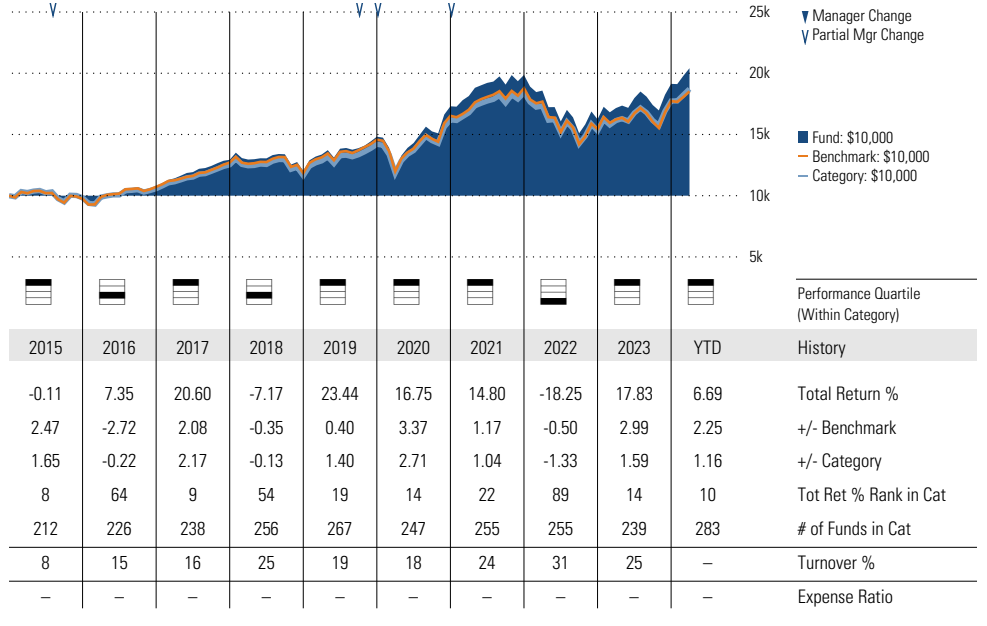 25k
▼ Manager Change
Partial Mgr Change
20k
15k
Fund: $10,000
Benchmark: $10,000
Category: $10,000
10k
5k
Performance Quartile
(Within Category)
2015 2016 2017 2018 2019 2020 2021 2022 2023 YTD History
-0.11 7.35 20.60 -7.17 23.44 16.75 14.80 -18.25 17.83 6.69 Total Return %
2.47 -2.72 2.08 -0.35 0.40 3.37 1.17 -0.50 2.99 2.25 +/- Benchmark
1.65 -0.22 2.17 -0.13 1.40 2.71 1.04 -1.33 1.59 1.16 +/- Category
8 64 9 54 19 14 22 89 14 10 Tot Ret % Rank in Cat
212 226 238 256 267 247 255 255 239 283 # of Funds in Cat
8 15 16 25 19 18 24 31 25 – Turnover %
– – – – – – – – – – Expense Ratio